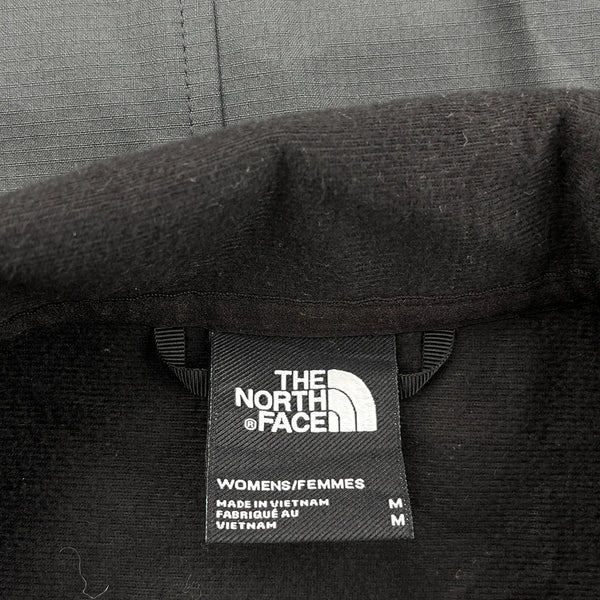 THE
NORTH
®FACE
WOMENS/FEMMES
MADE IN VIETNAM M
FABRIQUÉ AU M
VIETNAM